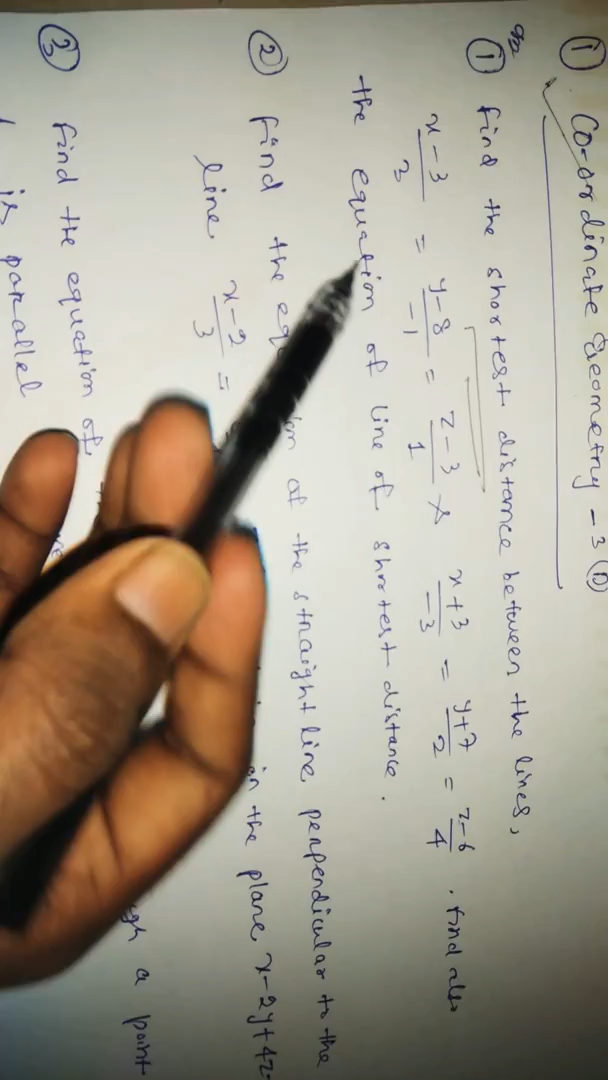 ① Co-ordinate Geometry - 3 (D)
① find the shortest distance between the lines,
x-3/3 = y-8/-1 = z-3/1 & x+3/-3 = y+7/2 = z-6/4 . find also
the equation of line of shortest distance.
② find the of the straight line perpendicular to the
line x-2/3 = in the plane x-2y+4z
③ find the equation of a point
is parallel